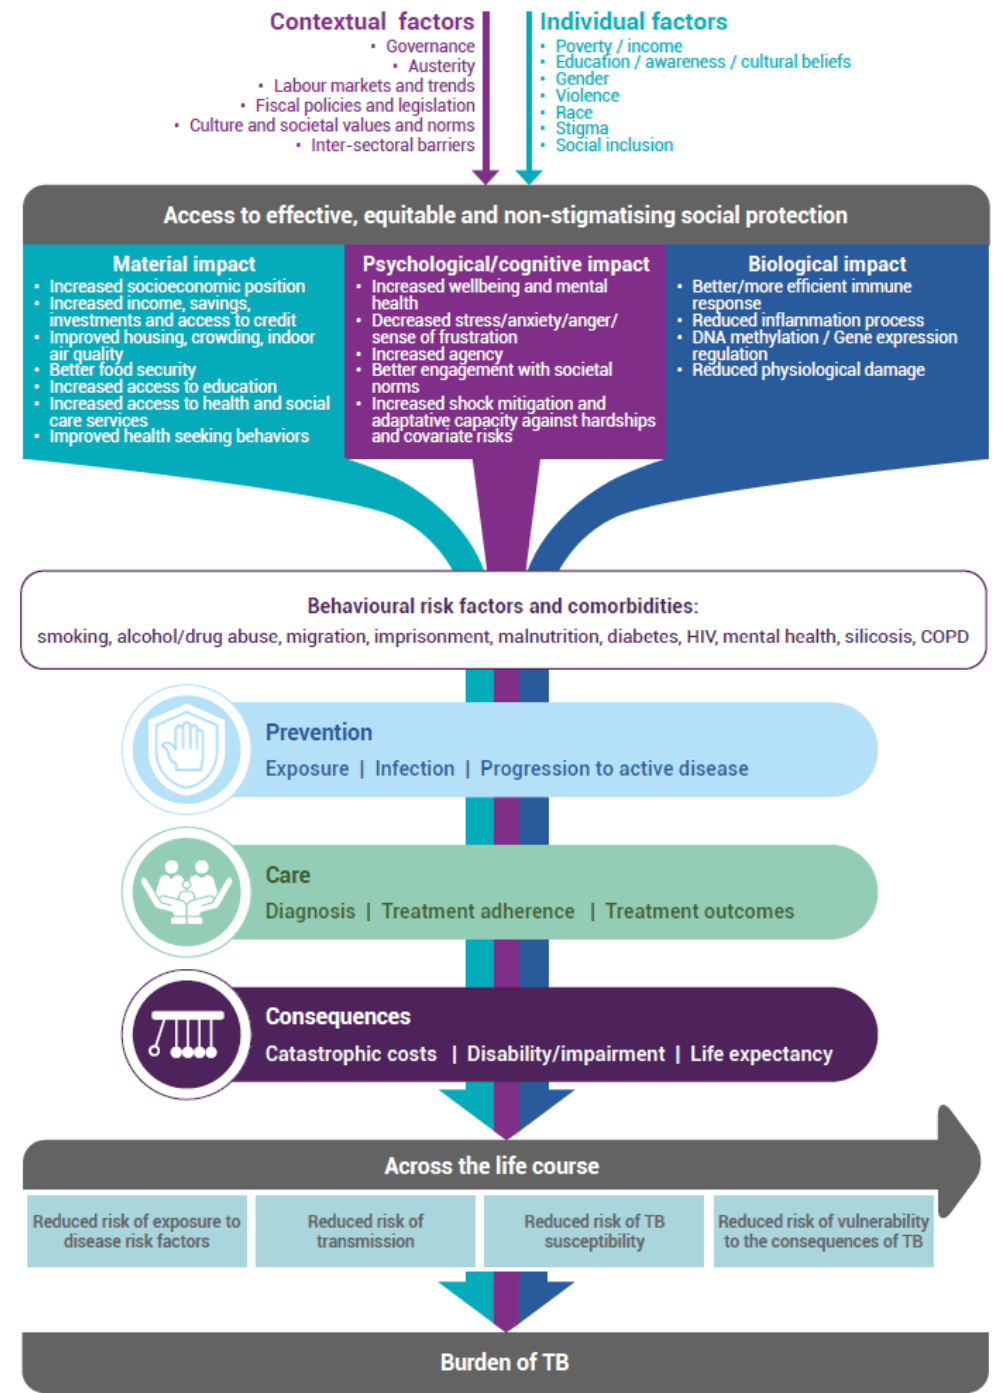 Contextual factors
• Governance
• Austerity
• Labour markets and trends
• Fiscal policies and legislation
• Culture and societal values and norms
• Inter-sectoral barriers
Individual factors
• Poverty / income
• Education / awareness / cultural beliefs
• Gender
• Violence
• Race
• Stigma
• Social inclusion
Access to effective, equitable and non-stigmatising social protection
Material impact
• Increased socioeconomic position
• Increased income, savings,
investments and access to credit
• Improved housing, crowding, indoor
air quality
• Better food security
• Increased access to education
• Increased access to health and social
care services
• Improved health seeking behaviors
Psychological/cognitive impact
• Increased wellbeing and mental
health
• Decreased stress/anxiety/anger/
sense of frustration
• Increased agency
• Better engagement with societal
norms
• Increased shock mitigation and
adaptative capacity against hardships
and covariate risks
Biological impact
• Better/more efficient immune
response
• Reduced inflammation process
• DNA methylation / Gene expression
regulation
• Reduced physiological damage
Behavioural risk factors and comorbidities:
smoking, alcohol/drug abuse, migration, imprisonment, malnutrition, diabetes, HIV, mental health, silicosis, COPD
Prevention
Exposure | Infection | Progression to active disease
Care
Diagnosis | Treatment adherence | Treatment outcomes
Consequences
Catastrophic costs | Disability/impairment | Life expectancy
Across the life course
Reduced risk of exposure to
disease risk factors
Reduced risk of
transmission
Reduced risk of TB
susceptibility
Reduced risk of vulnerability
to the consequences of TB
Burden of TB